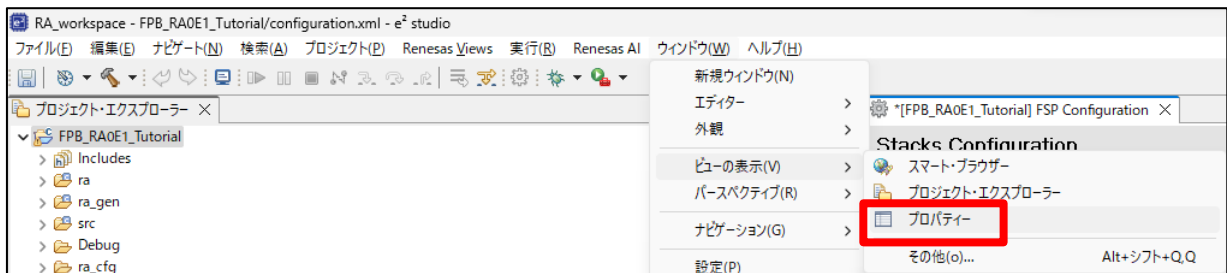 RA_workspace - FPB_RA0E1_Tutorial/configuration.xml - e² studio
ファイル(F) 編集(E) ナビゲート(N) 検索(A) プロジェクト(P) Renesas Views 実行(R) Renesas AI ウィンドウ(W) ヘルプ(H)
プロジェクト・エクスプローラー
FPB_RA0E1_Tutorial
Includes
ra
ra_gen
src
Debug
ra_cfg
新規ウィンドウ(N)
エディター
外観
ビューの表示(V)
パースペクティブ(R)
ナビゲーション(G)
設定(P)
*[FPB_RA0E1_Tutorial] FSP Configuration
Stacks Configuration
スマート・ブラウザー
プロジェクト・エクスプローラー
プロパティー
その他(o)... Alt+シフト+Q,Q